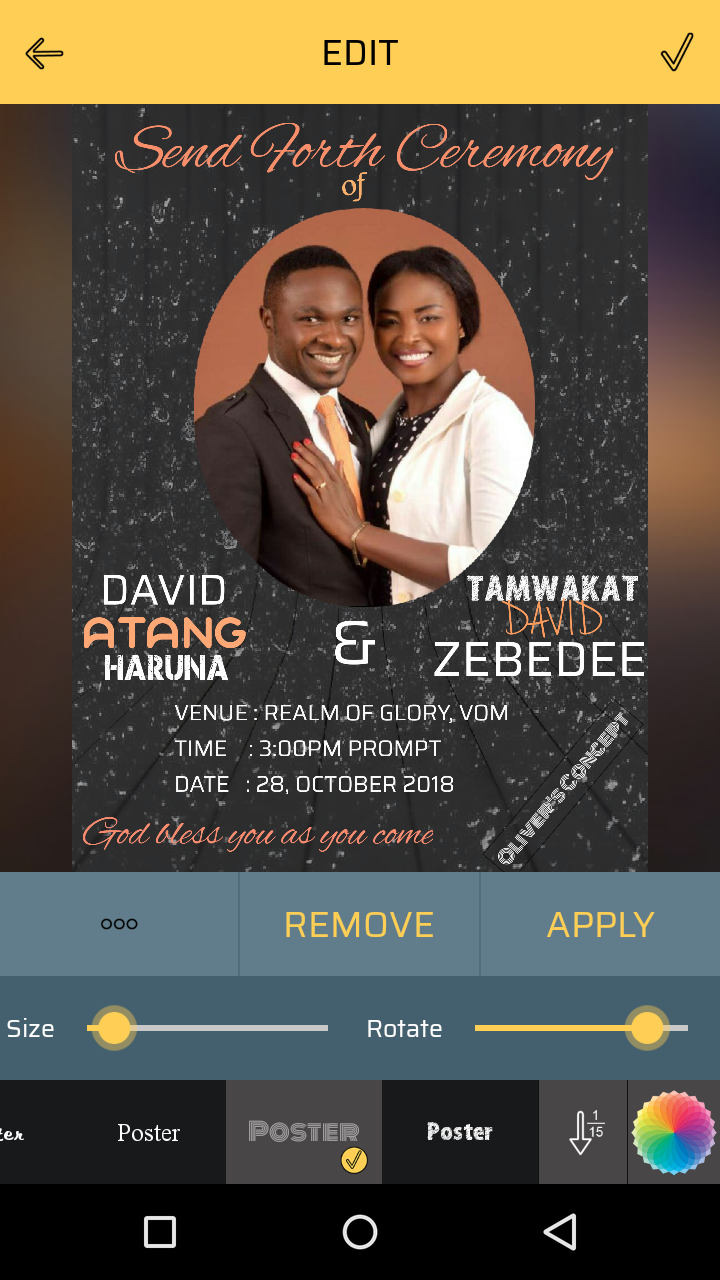 EDIT
Send Forth Ceremony
of
DAVID
ATANG
HARUNA
&
TAMWAKAT
DAVID
ZEBEDEE
VENUE : REALM OF GLORY, VOM
TIME : 3:00PM PROMPT
DATE : 28, OCTOBER 2018
God bless you as you come
OLIVER'S CONCEPT
REMOVE
APPLY
Size
Rotate
ter
Poster
POSTER
Poster
1/15